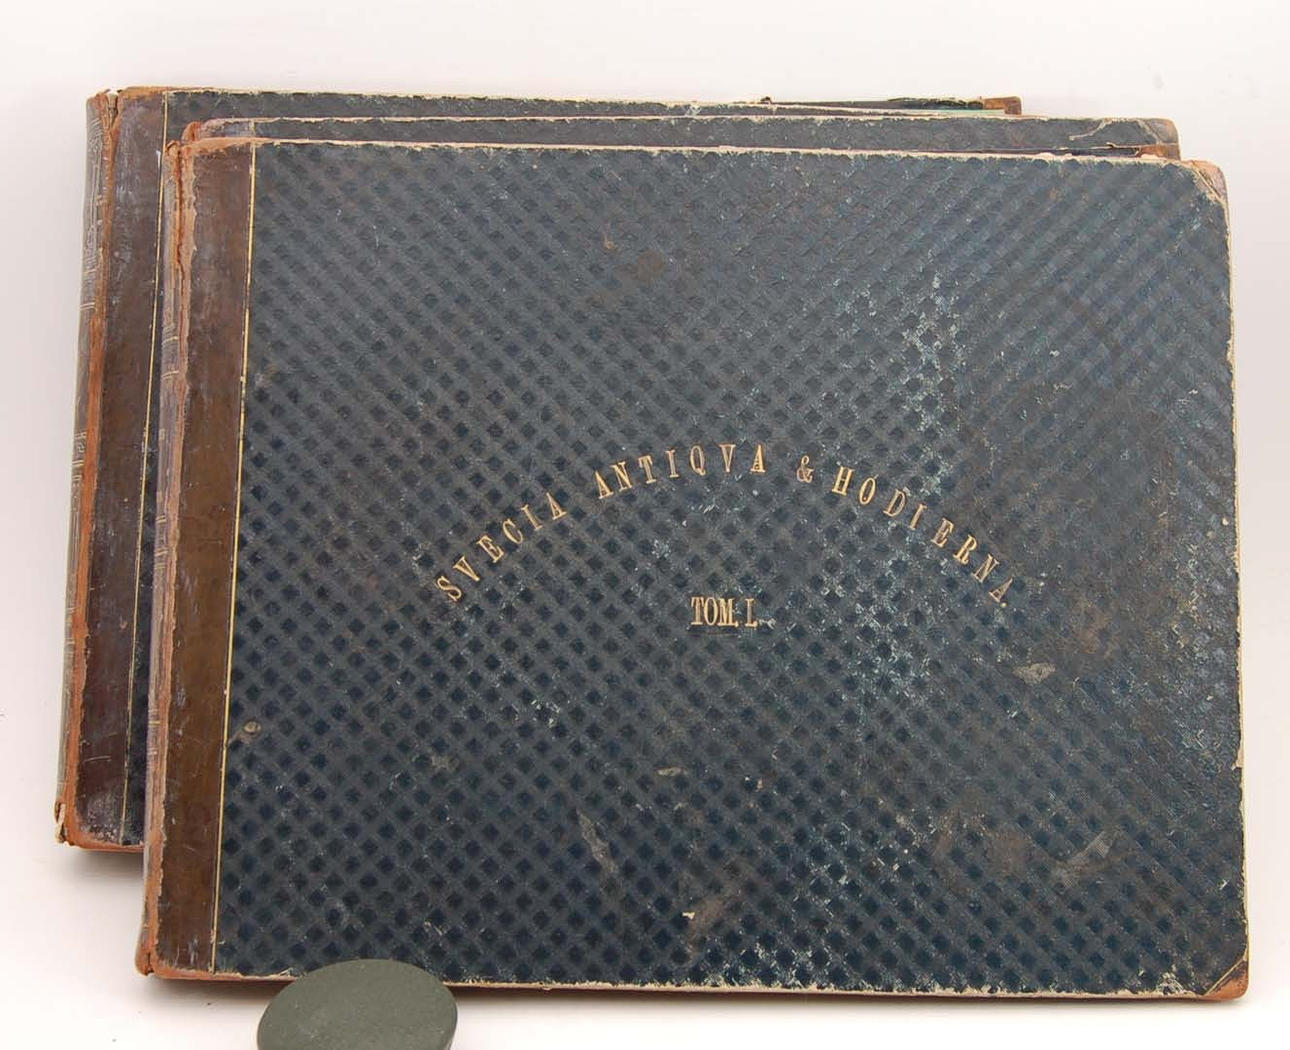 SVECIA ANTIQVA & HODIERNA.
TOM. I.